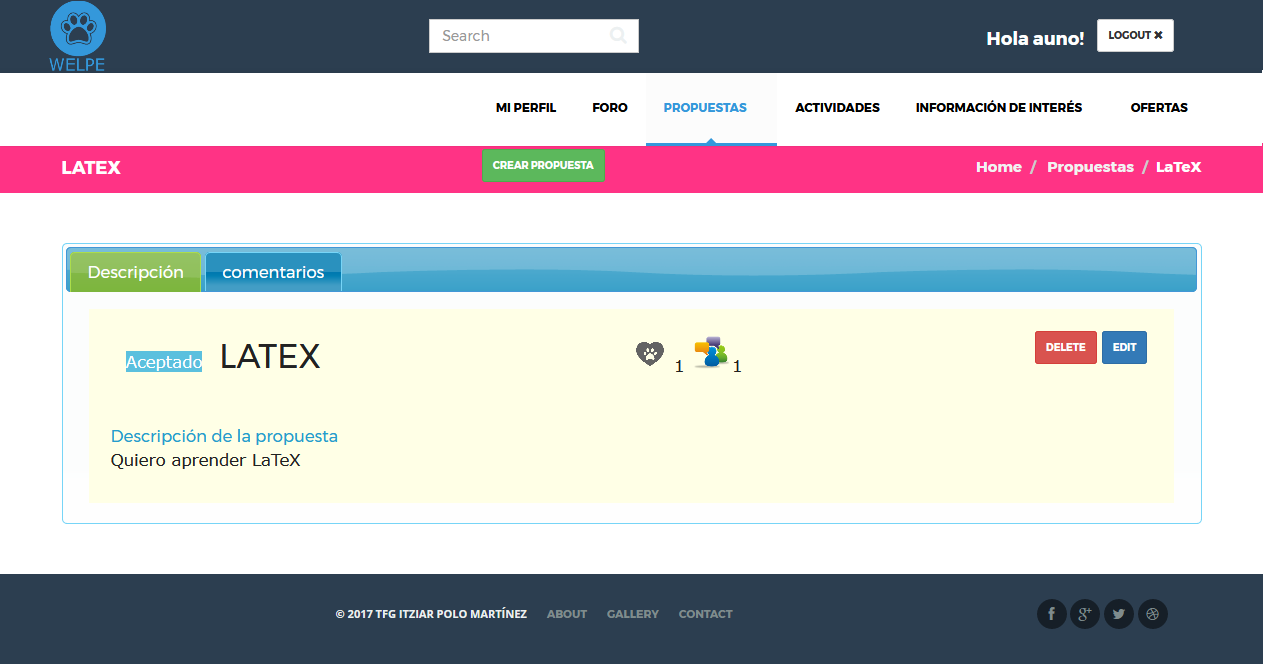 WELPE
Search
Hola auno!
LOGOUT ✖
MI PERFIL FORO PROPUESTAS ACTIVIDADES INFORMACIÓN DE INTERÉS OFERTAS
LATEX
CREAR PROPUESTA
Home / Propuestas / LaTeX
Descripción comentarios
Aceptado LATEX
1 1
DELETE EDIT
Descripción de la propuesta
Quiero aprender LaTeX
© 2017 TFG ITZIAR POLO MARTÍNEZ ABOUT GALLERY CONTACT